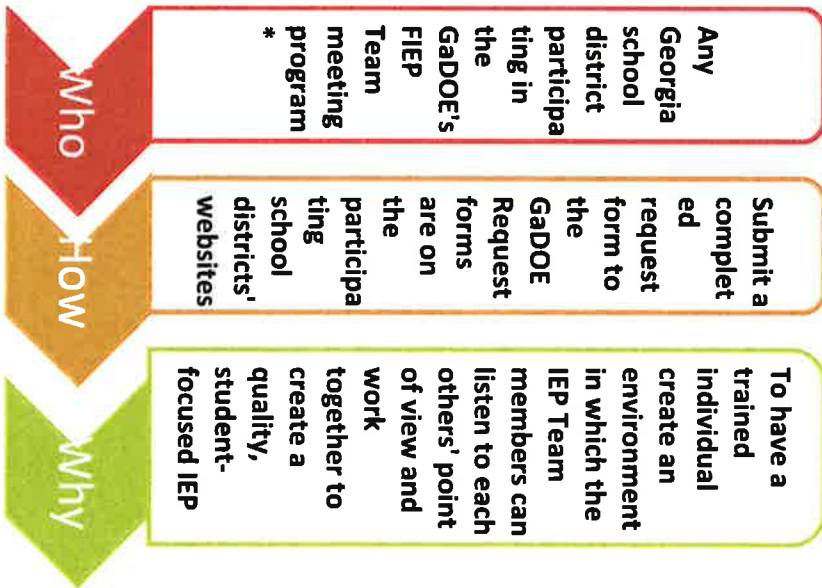 Who
Any
Georgia
school
district
participa
ting in
the
GaDOE's
FIEP
Team
meeting
program
*
How
Submit a
complet
ed
request
form to
the
GaDOE
Request
forms
are on
the
participa
ting
school
districts'
websites
Why
To have a
trained
individual
create an
environment
in which the
IEP Team
members can
listen to each
others' point
of view and
work
together to
create a
quality,
student-
focused IEP